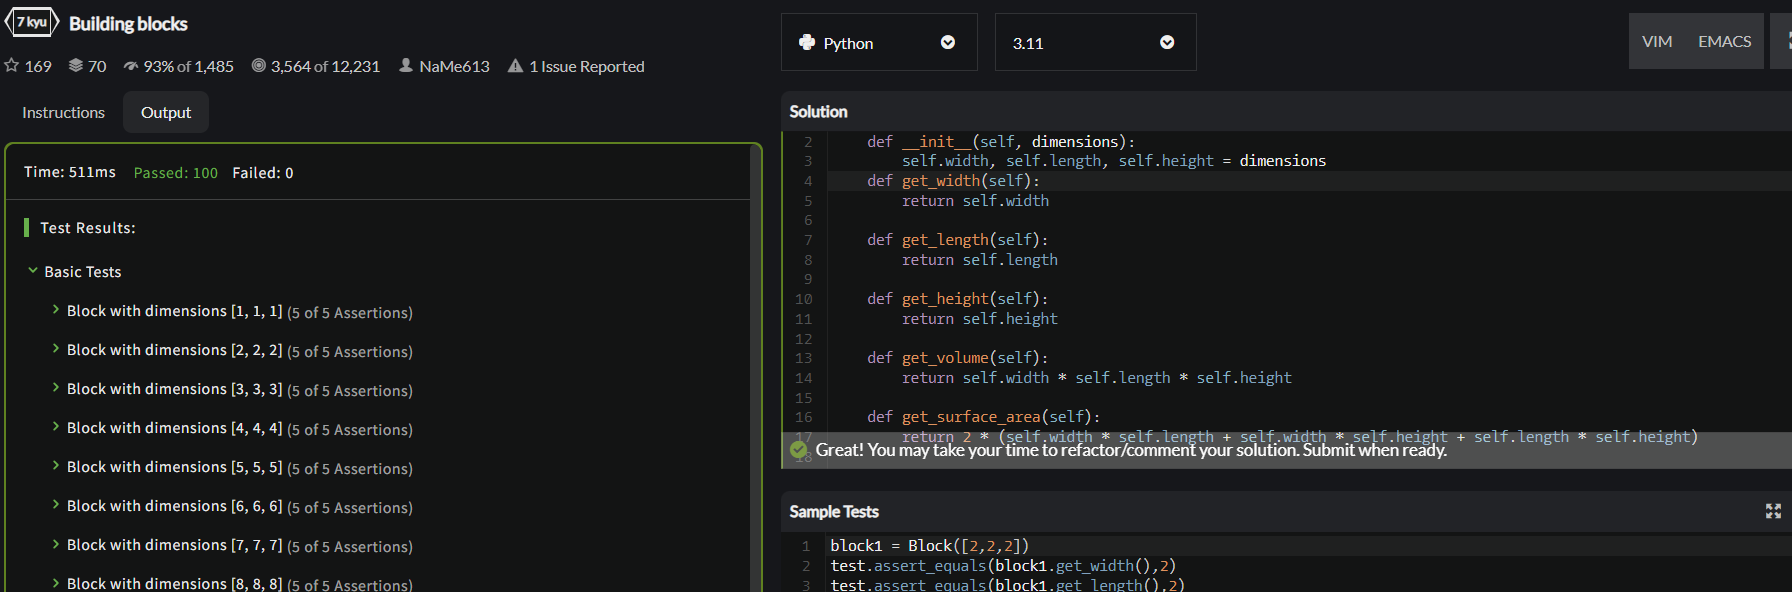 7 kyu Building blocks
169 70 93% of 1,485 3,564 of 12,231 NaMe613 1 Issue Reported
Instructions Output
Time: 511ms Passed: 100 Failed: 0
Test Results:
Basic Tests
Block with dimensions [1, 1, 1] (5 of 5 Assertions)
Block with dimensions [2, 2, 2] (5 of 5 Assertions)
Block with dimensions [3, 3, 3] (5 of 5 Assertions)
Block with dimensions [4, 4, 4] (5 of 5 Assertions)
Block with dimensions [5, 5, 5] (5 of 5 Assertions)
Block with dimensions [6, 6, 6] (5 of 5 Assertions)
Block with dimensions [7, 7, 7] (5 of 5 Assertions)
Block with dimensions [8, 8, 8] (5 of 5 Assertions)
Python 3.11 VIM EMACS
Solution
2 def __init__(self, dimensions):
3 self.width, self.length, self.height = dimensions
4 def get_width(self):
5 return self.width
6
7 def get_length(self):
8 return self.length
9
10 def get_height(self):
11 return self.height
12
13 def get_volume(self):
14 return self.width * self.length * self.height
15
16 def get_surface_area(self):
17 return 2 * (self.width * self.length + self.width * self.height + self.length * self.height)
18
Great! You may take your time to refactor/comment your solution. Submit when ready.
Sample Tests
1 block1 = Block([2,2,2])
2 test.assert_equals(block1.get_width(),2)
3 test.assert_equals(block1.get_length(),2)